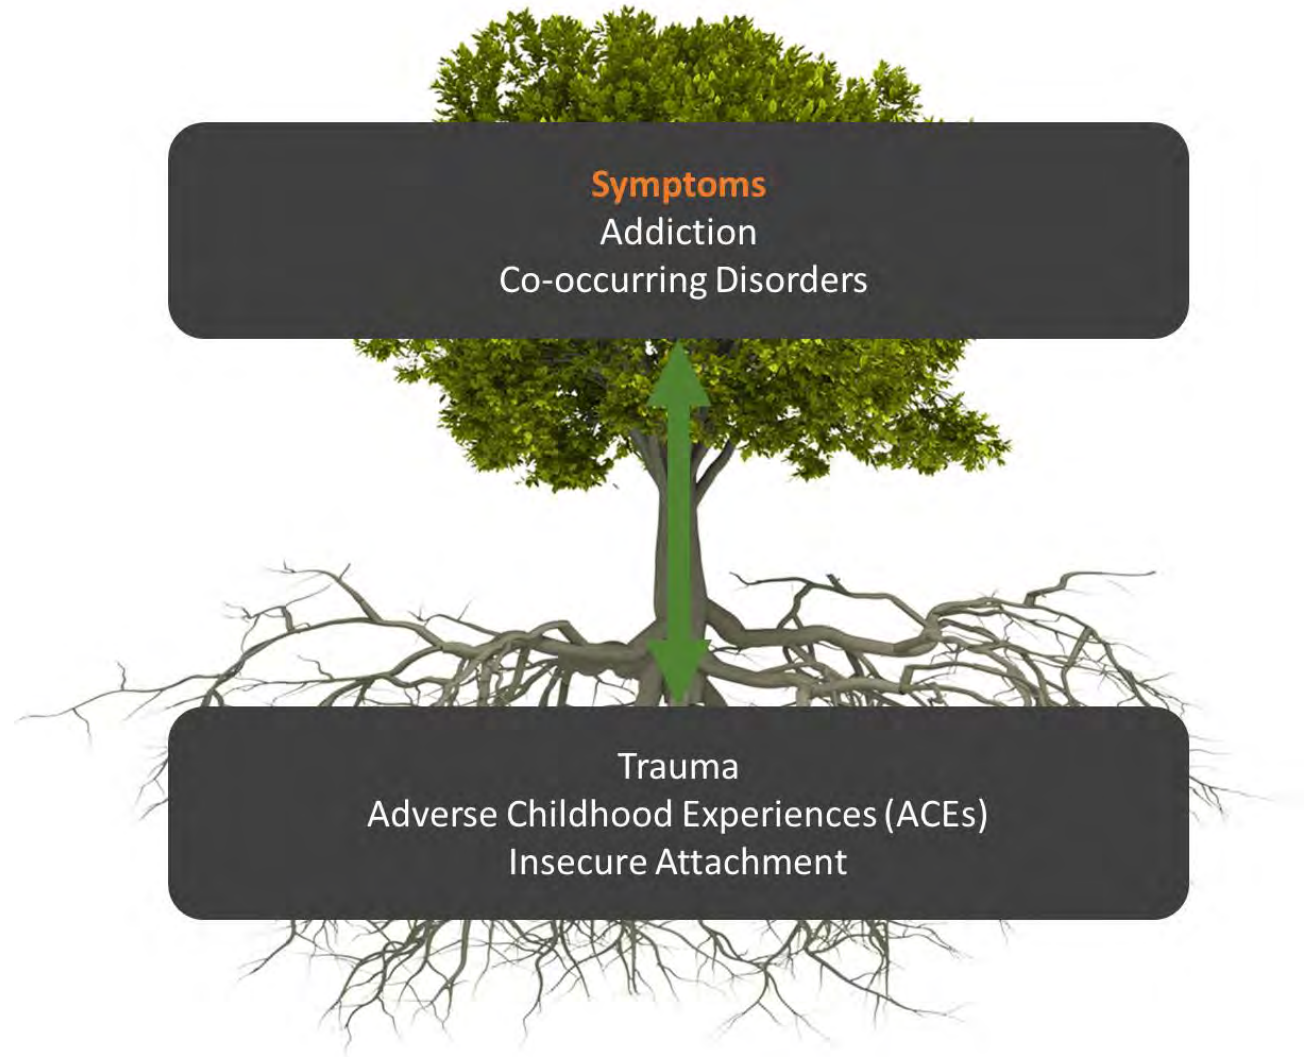 Symptoms
Addiction
Co-occurring Disorders
Trauma
Adverse Childhood Experiences (ACEs)
Insecure Attachment